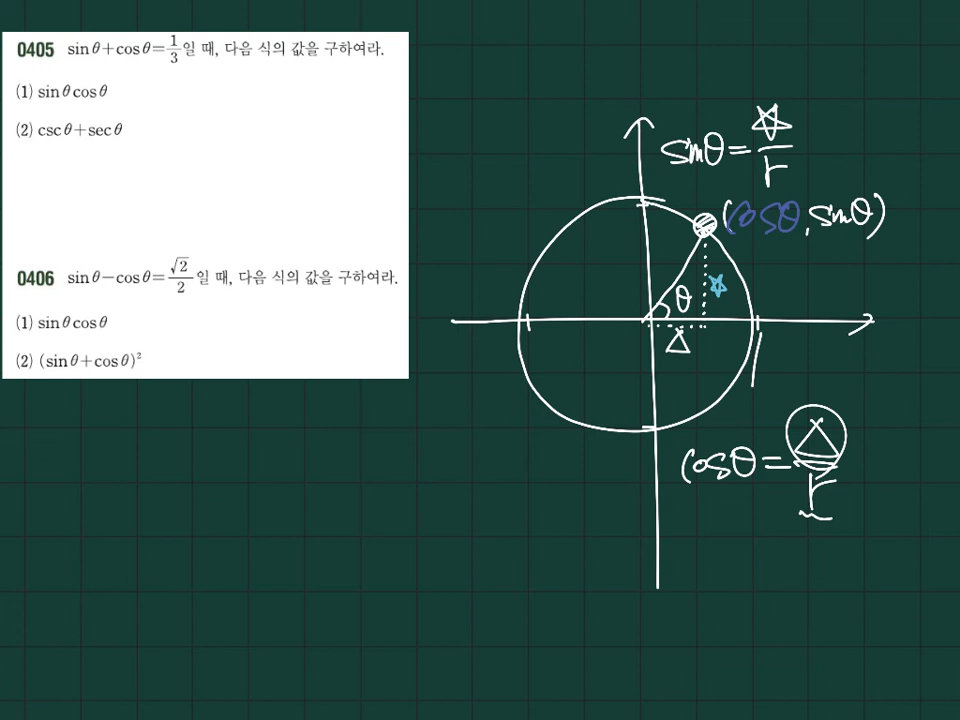 0405 sinθ+cosθ=1/3일 때, 다음 식의 값을 구하여라.
(1) sinθcosθ
(2) cscθ+secθ
0406 sinθ−cosθ=√2/2일 때, 다음 식의 값을 구하여라.
(1) sinθcosθ
(2) (sinθ+cosθ)²
sinθ=☆/r
(cosθ, sinθ)
☆
θ
△
1
cosθ=△/r